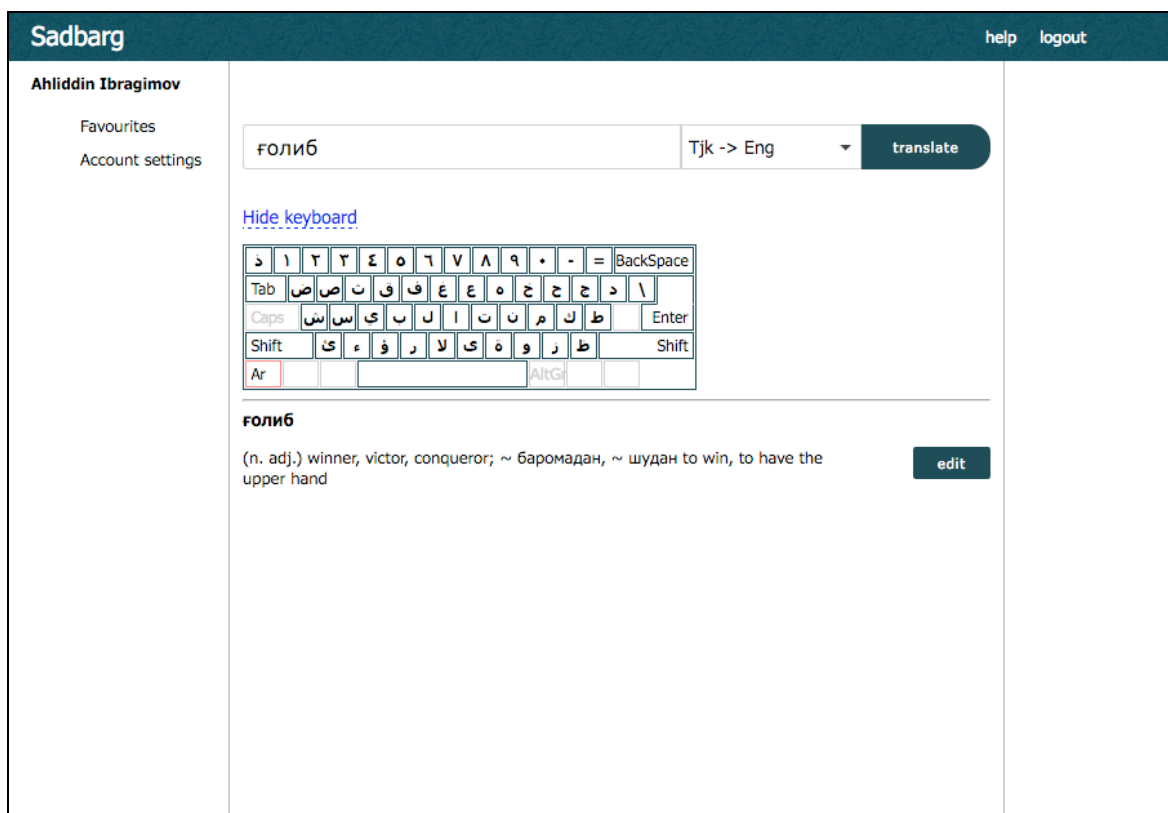 Sadbarg
help logout
Ahliddin Ibragimov
Favourites
Account settings
ғолиб
Tjk -> Eng
translate
Hide keyboard
ذ ١ ٢ ٣ ٤ ٥ ٦ ٧ ٨ ٩ ٠ - = BackSpace
Tab ض ص ث ق ف غ ع ه خ ح ج د \
Caps ش س ي ب ل ا ت ن م ك ط Enter
Shift ئ ء ؤ ر لا ى ة و ز ظ Shift
Ar AltGr
ғолиб
(n. adj.) winner, victor, conqueror; ~ баромадан, ~ шудан to win, to have the
upper hand
edit